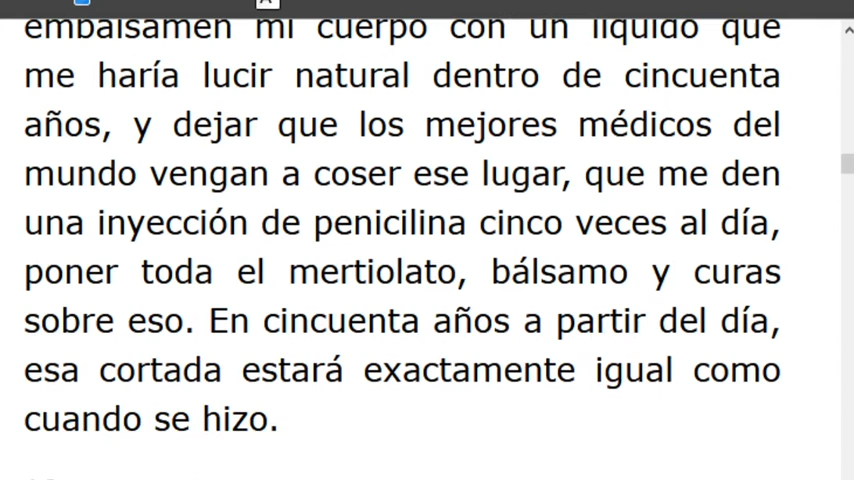 embalsamen mi cuerpo con un líquido que
me haría lucir natural dentro de cincuenta
años, y dejar que los mejores médicos del
mundo vengan a coser ese lugar, que me den
una inyección de penicilina cinco veces al día,
poner toda el mertiolato, bálsamo y curas
sobre eso. En cincuenta años a partir del día,
esa cortada estará exactamente igual como
cuando se hizo.